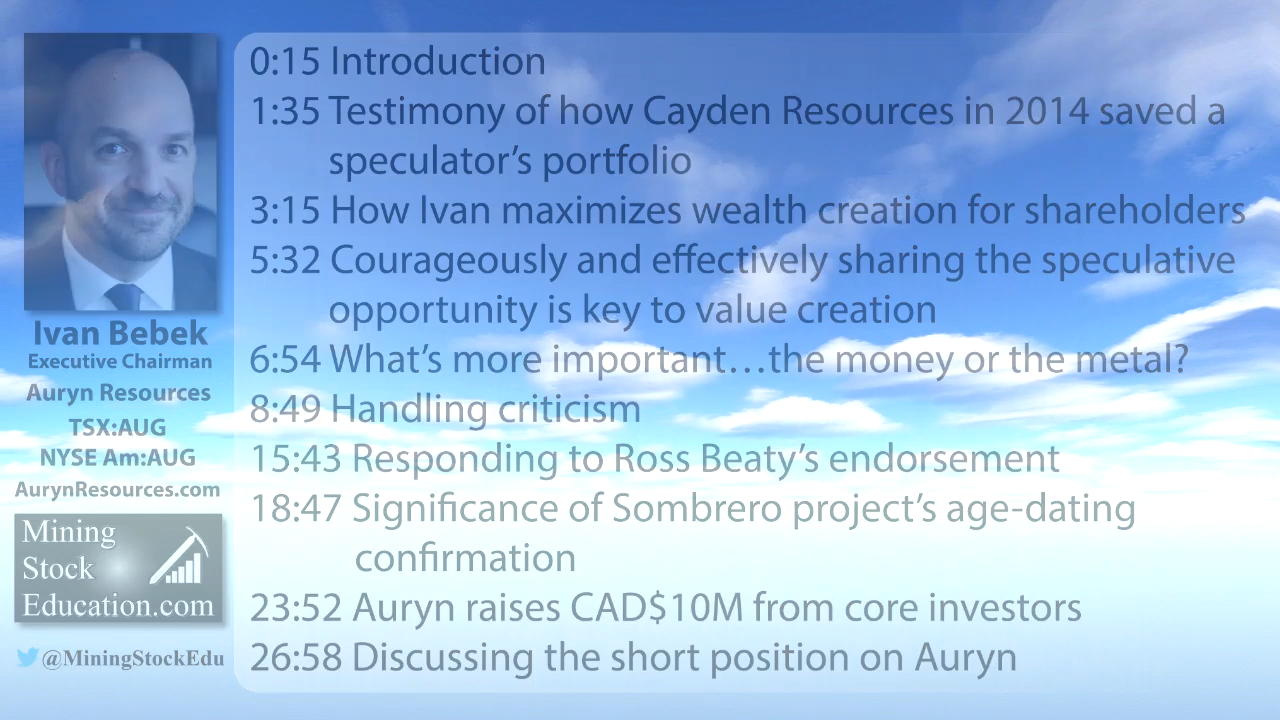 Ivan Bebek
Executive Chairman
Auryn Resources
TSX:AUG
NYSE Am:AUG
AurynResources.com
Mining
Stock
Education.com
@MiningStockEdu
0:15 Introduction
1:35 Testimony of how Cayden Resources in 2014 saved a
speculator’s portfolio
3:15 How Ivan maximizes wealth creation for shareholders
5:32 Courageously and effectively sharing the speculative
opportunity is key to value creation
6:54 What’s more important…the money or the metal?
8:49 Handling criticism
15:43 Responding to Ross Beaty’s endorsement
18:47 Significance of Sombrero project’s age-dating
confirmation
23:52 Auryn raises CAD$10M from core investors
26:58 Discussing the short position on Auryn